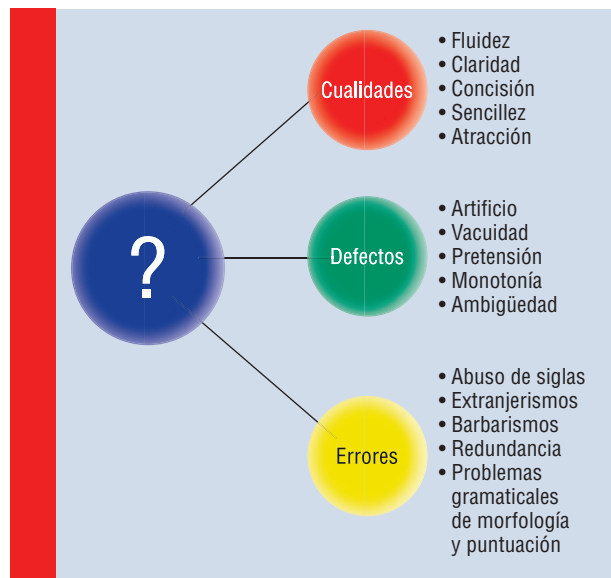 ?
Cualidades
• Fluidez
• Claridad
• Concisión
• Sencillez
• Atracción
Defectos
• Artificio
• Vacuidad
• Pretensión
• Monotonía
• Ambigüedad
Errores
• Abuso de siglas
• Extranjerismos
• Barbarismos
• Redundancia
• Problemas
gramaticales
de morfología
y puntuación